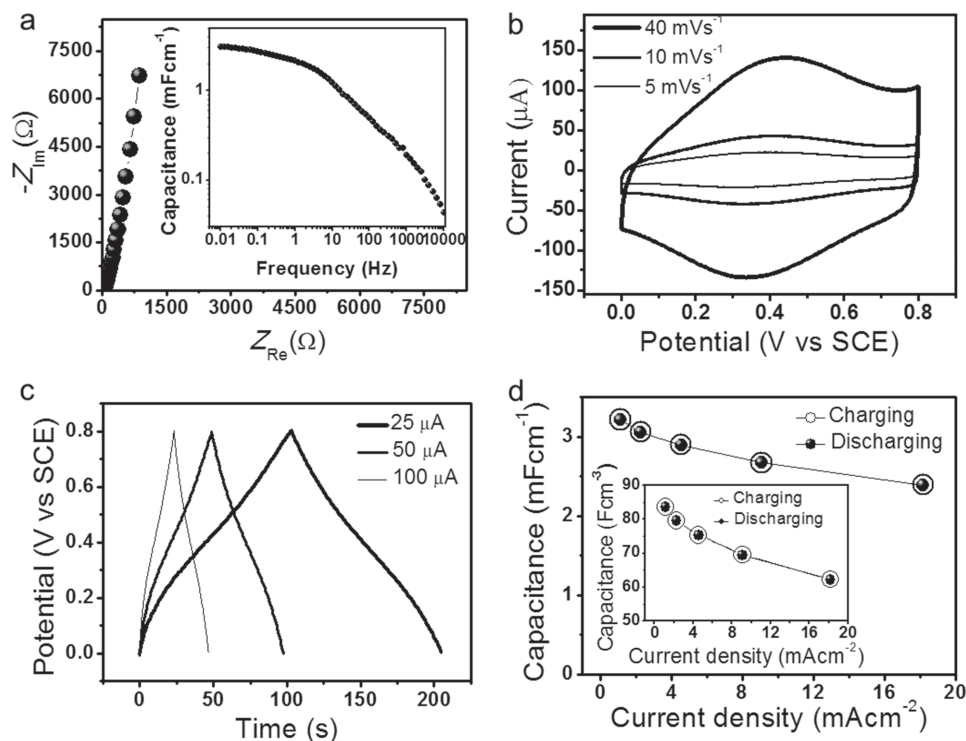 a
7500
6000
4500
3000
1500
0
-Z_Im(Ω)
0 1500 3000 4500 6000 7500
Z_Re(Ω)
Capacitance (mFcm⁻¹)
1
0.1
0.01 0.1 1 10 100 1000 10000
Frequency (Hz)
b
40 mVs⁻¹
10 mVs⁻¹
5 mVs⁻¹
150
100
50
0
-50
-100
-150
Current (μA)
0.0 0.2 0.4 0.6 0.8
Potential (V vs SCE)
c
25 μA
50 μA
100 μA
0.8
0.6
0.4
0.2
0.0
Potential (V vs SCE)
0 50 100 150 200
Time (s)
d
Charging
Discharging
3
2
1
0
Capacitance (mFcm⁻¹)
0 4 8 12 16 20
Current density (mAcm⁻²)
Charging
Discharging
90
80
70
60
50
Capacitance (Fcm⁻³)
0 4 8 12 16 20
Current density (mAcm⁻²)